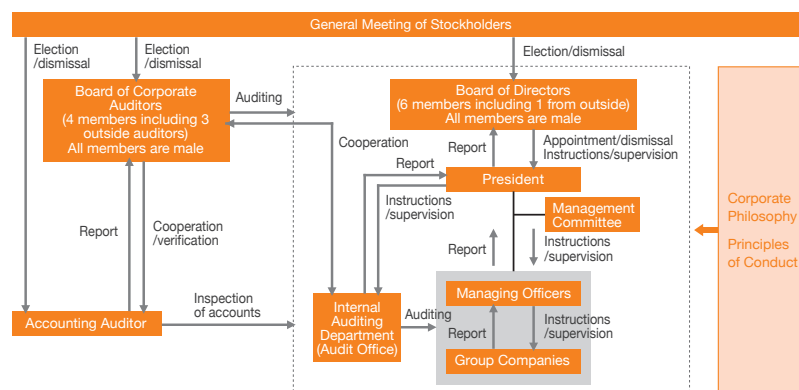 General Meeting of Stockholders
Election
/dismissal
Election
/dismissal
Election/dismissal
Board of Corporate
Auditors
(4 members including 3
outside auditors)
All members are male
Auditing
Board of Directors
(6 members including 1 from outside)
All members are male
Cooperation
Report
Appointment/dismissal
Instructions/supervision
Report
President
Instructions
/supervision
Management
Committee
Report
Cooperation
/verification
Report
Instructions
/supervision
Corporate
Philosophy
Principles
of Conduct
Inspection
of accounts
Accounting Auditor
Internal
Auditing
Department
(Audit Office)
Auditing
Managing Officers
Report
Instructions
/supervision
Group Companies